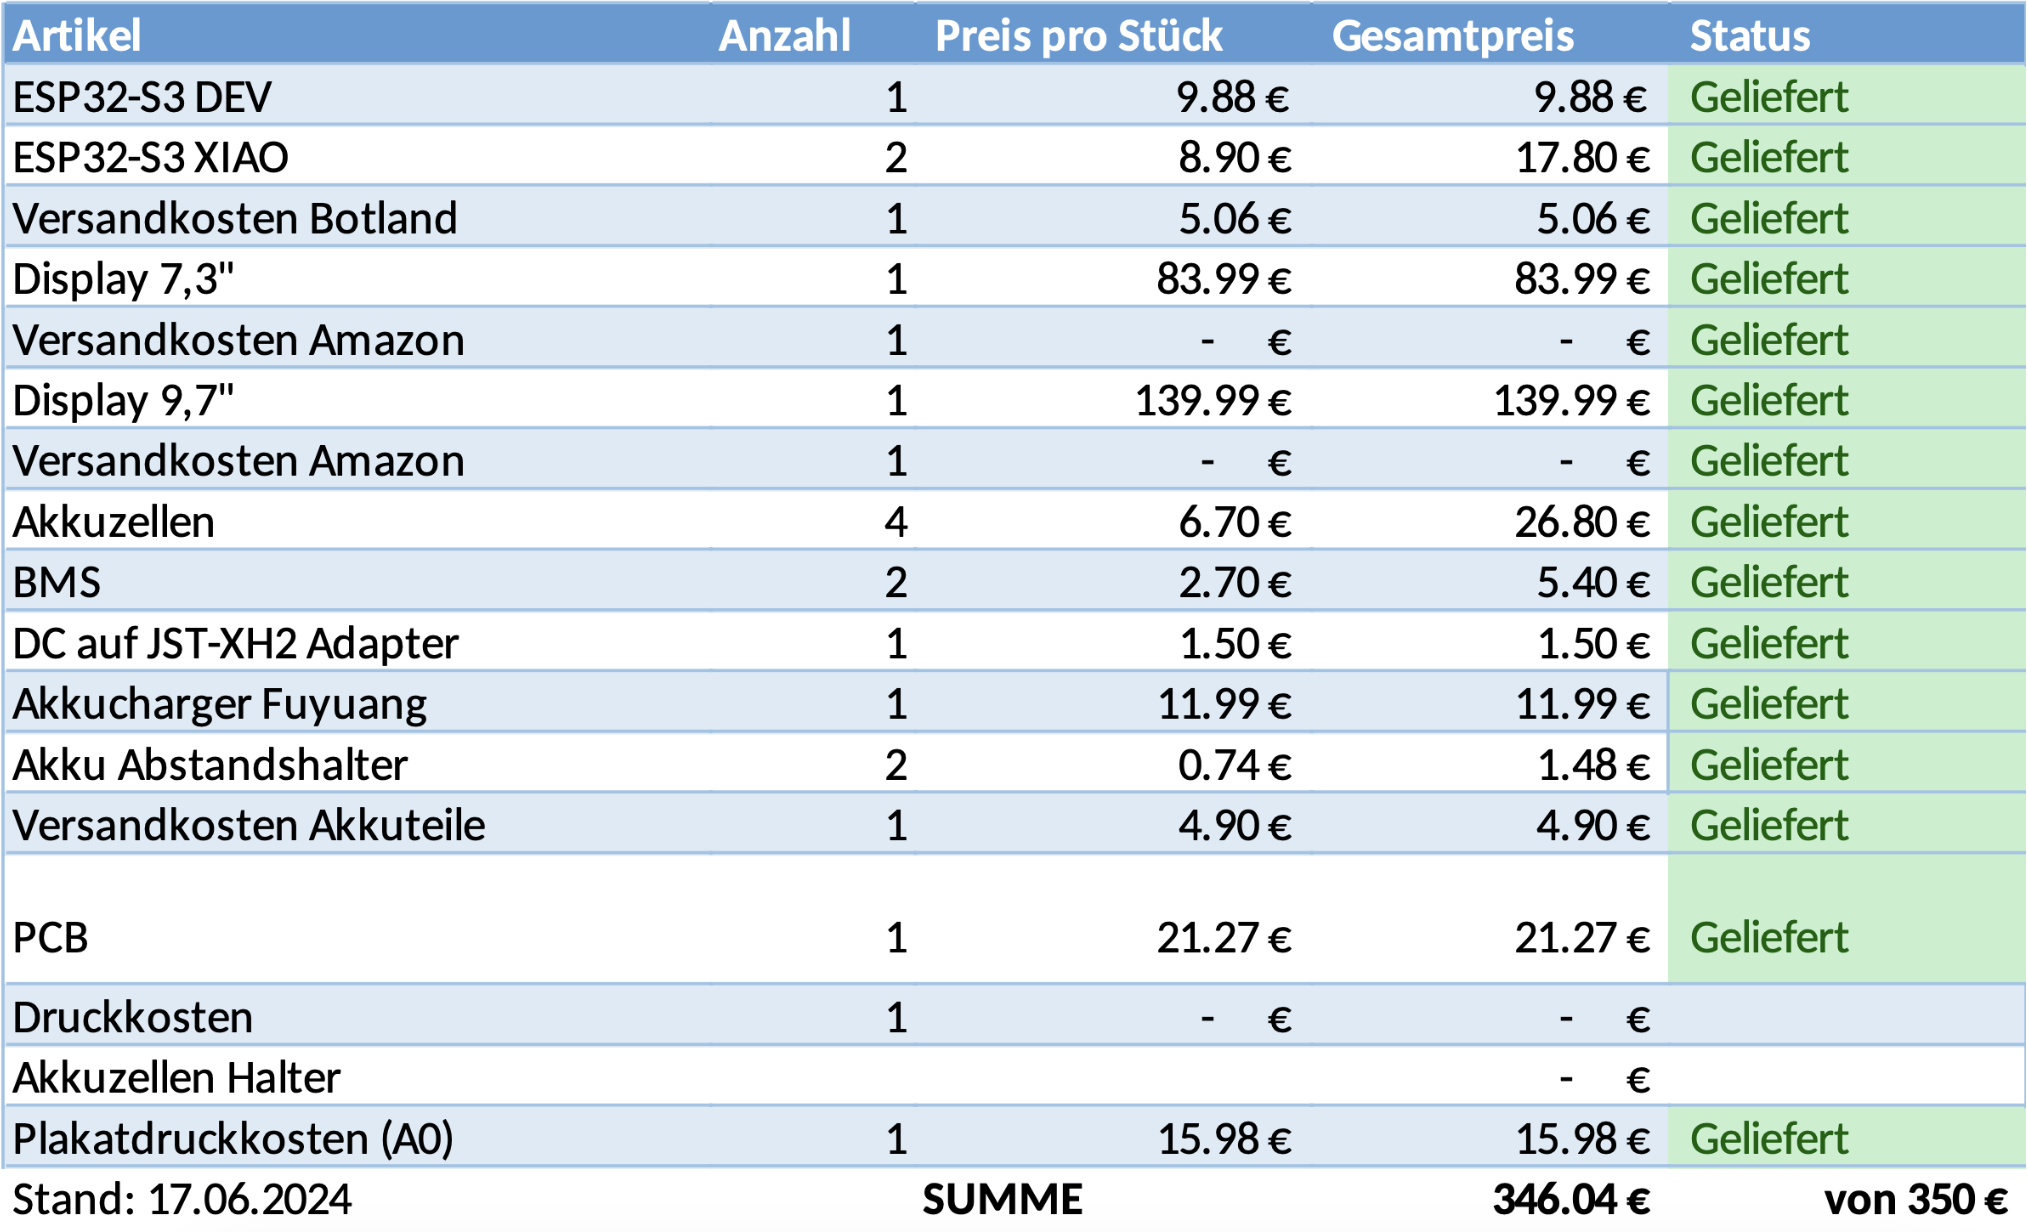 Artikel Anzahl Preis pro Stück Gesamtpreis Status
ESP32-S3 DEV 1 9.88 € 9.88 € Geliefert
ESP32-S3 XIAO 2 8.90 € 17.80 € Geliefert
Versandkosten Botland 1 5.06 € 5.06 € Geliefert
Display 7,3" 1 83.99 € 83.99 € Geliefert
Versandkosten Amazon 1 - € - € Geliefert
Display 9,7" 1 139.99 € 139.99 € Geliefert
Versandkosten Amazon 1 - € - € Geliefert
Akkuzellen 4 6.70 € 26.80 € Geliefert
BMS 2 2.70 € 5.40 € Geliefert
DC auf JST-XH2 Adapter 1 1.50 € 1.50 € Geliefert
Akkucharger Fuyuang 1 11.99 € 11.99 € Geliefert
Akku Abstandshalter 2 0.74 € 1.48 € Geliefert
Versandkosten Akkuteile 1 4.90 € 4.90 € Geliefert
PCB 1 21.27 € 21.27 € Geliefert
Druckkosten 1 - € - €
Akkuzellen Halter - €
Plakatdruckkosten (A0) 1 15.98 € 15.98 € Geliefert
Stand: 17.06.2024 SUMME 346.04 € von 350 €